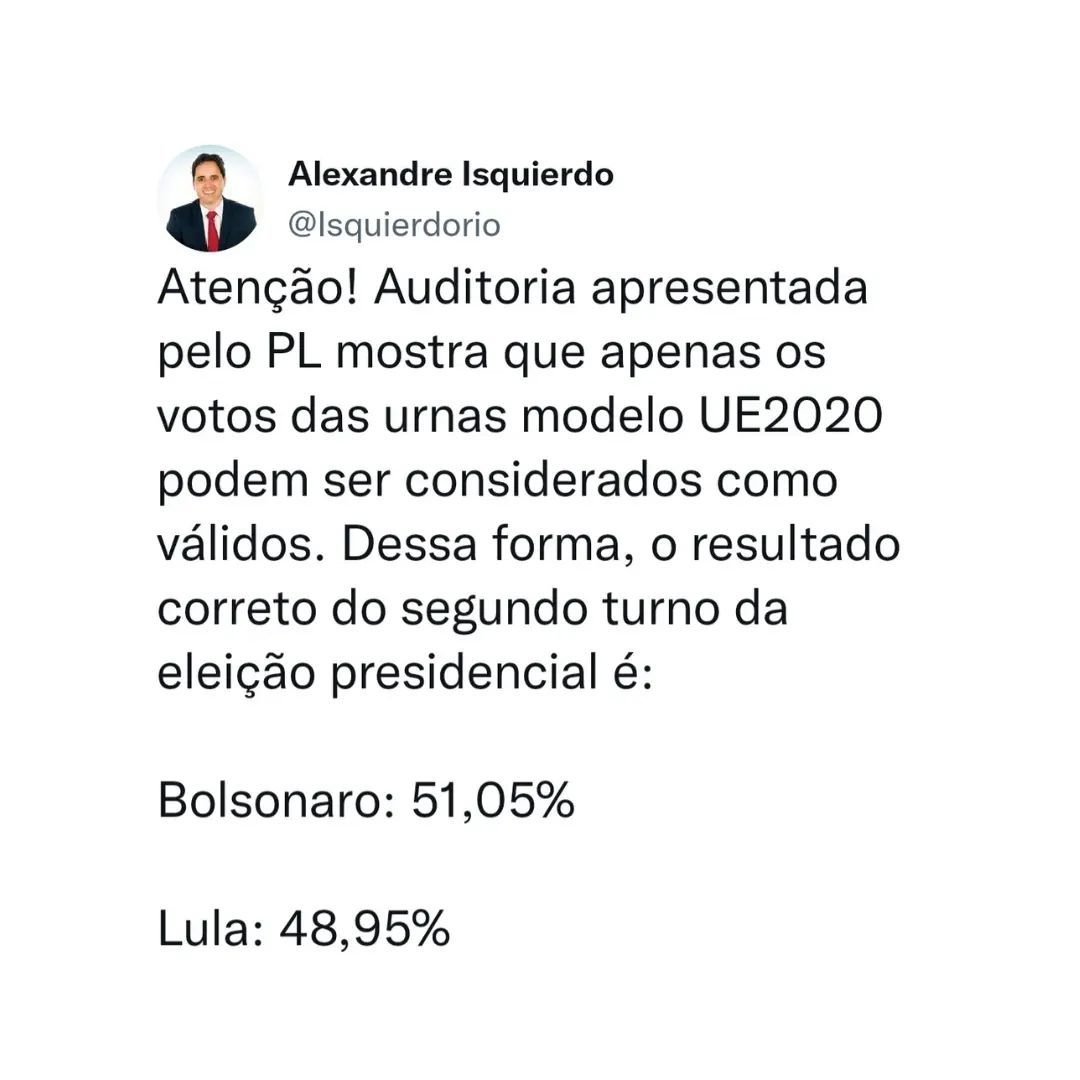 Alexandre Isquierdo
@Isquierdorio
Atenção! Auditoria apresentada
pelo PL mostra que apenas os
votos das urnas modelo UE2020
podem ser considerados como
válidos. Dessa forma, o resultado
correto do segundo turno da
eleição presidencial é:
Bolsonaro: 51,05%
Lula: 48,95%